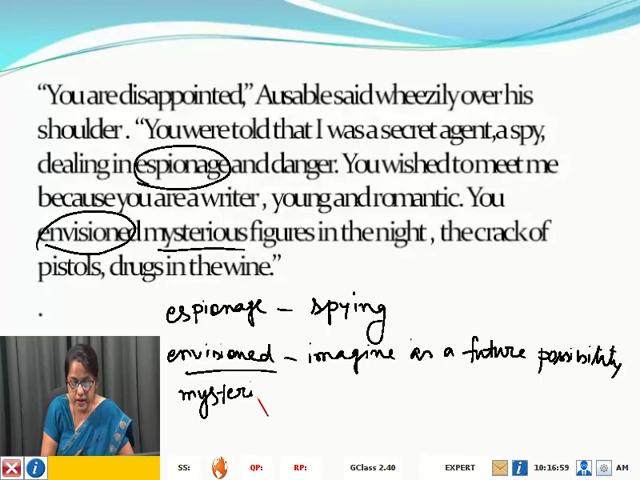 “You are disappointed,” Ausable said wheezily over his
shoulder . “You were told that I was a secret agent,a spy,
dealing in espionage and danger. You wished to meet me
because you are a writer , young and romantic. You
envisioned mysterious figures in the night , the crack of
pistols, drugs in the wine.”
.
espionage - spying
envisioned - imagine as a future possibility
mysteri
SS: QP: RP: GClass 2.40 EXPERT 10:16:59 AM